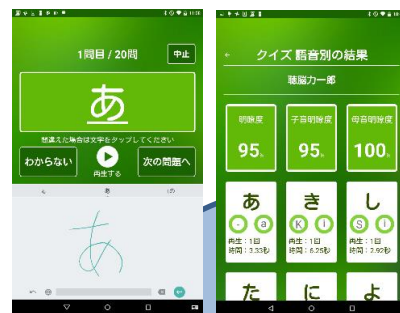 1問目 / 20問
中止
あ
間違えた場合は文字をタップしてください
わからない
再生する
次の問題へ
あ
あ
クイズ 語音別の結果
聴脳力一郎
明瞭度
子音明瞭度
母音明瞭度
95%
95%
100%
あ
き
し
- a
K i
S i
再生:1回
再生:1回
再生:1回
時間:3.33秒
時間:6.25秒
時間:2.92秒
た
に
よ